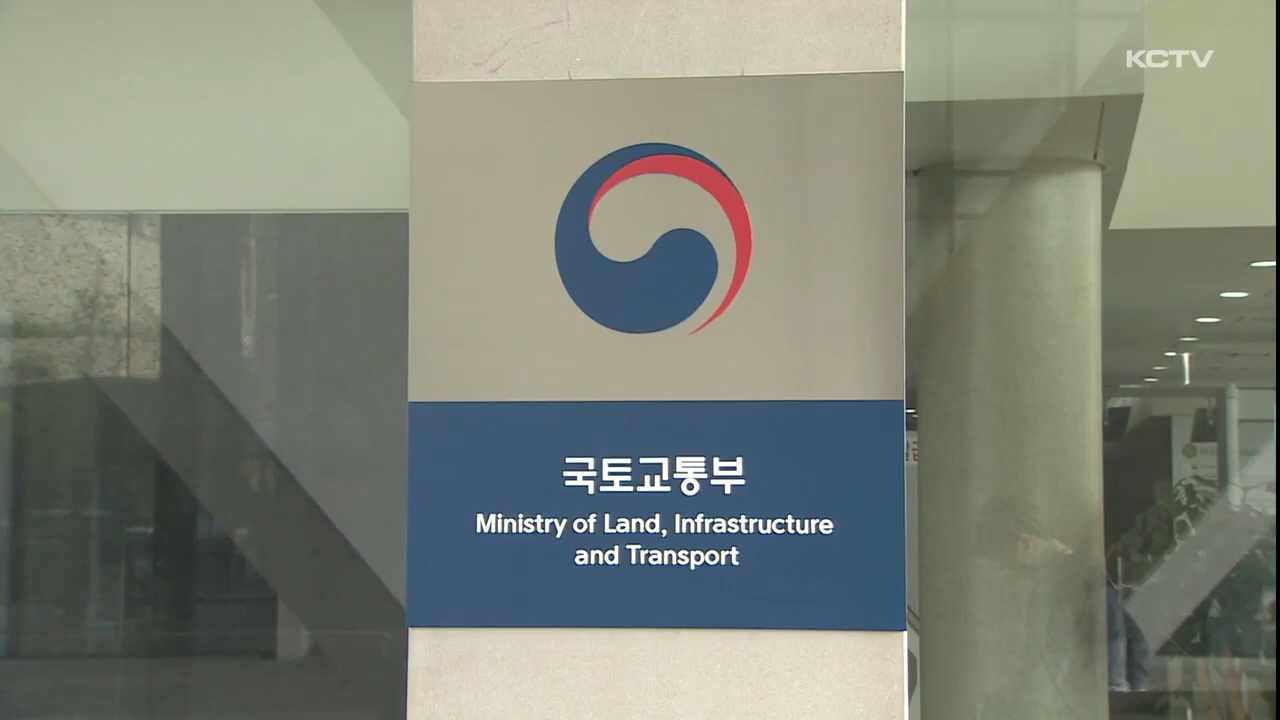 KCTV
국토교통부
Ministry of Land, Infrastructure
and Transport